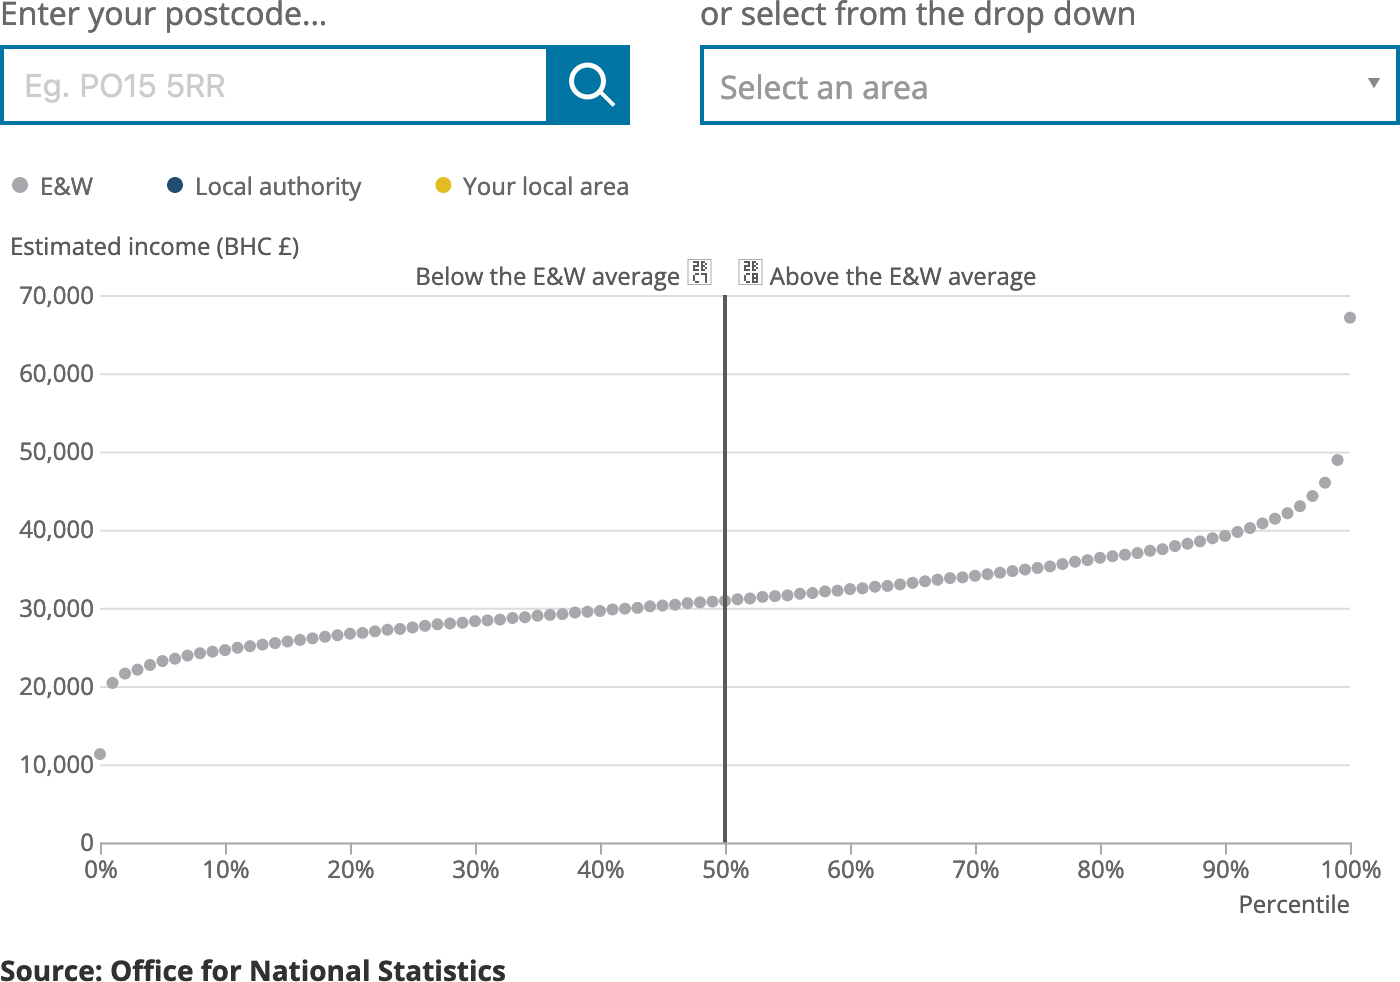 Enter your postcode...
or select from the drop down
Eg. PO15 5RR
Select an area
E&W
Local authority
Your local area
Estimated income (BHC £)
Below the E&W average
Above the E&W average
70,000
60,000
50,000
40,000
30,000
20,000
10,000
0
0% 10% 20% 30% 40% 50% 60% 70% 80% 90% 100%
Percentile
Source: Office for National Statistics